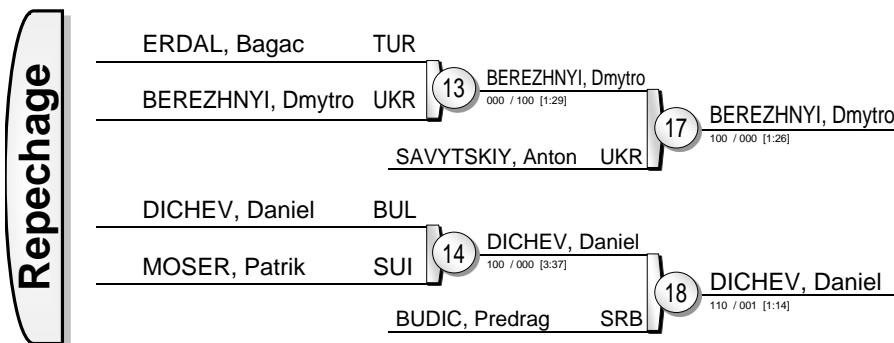 Repechage
ERDAL, Bagac TUR
BEREZHNYI, Dmytro UKR
13
BEREZHNYI, Dmytro
000 / 100 [1:29]
SAVYTSKIY, Anton UKR
17
BEREZHNYI, Dmytro
100 / 000 [1:26]
DICHEV, Daniel BUL
MOSER, Patrik SUI
14
DICHEV, Daniel
100 / 000 [3:37]
BUDIC, Predrag SRB
18
DICHEV, Daniel
110 / 001 [1:14]